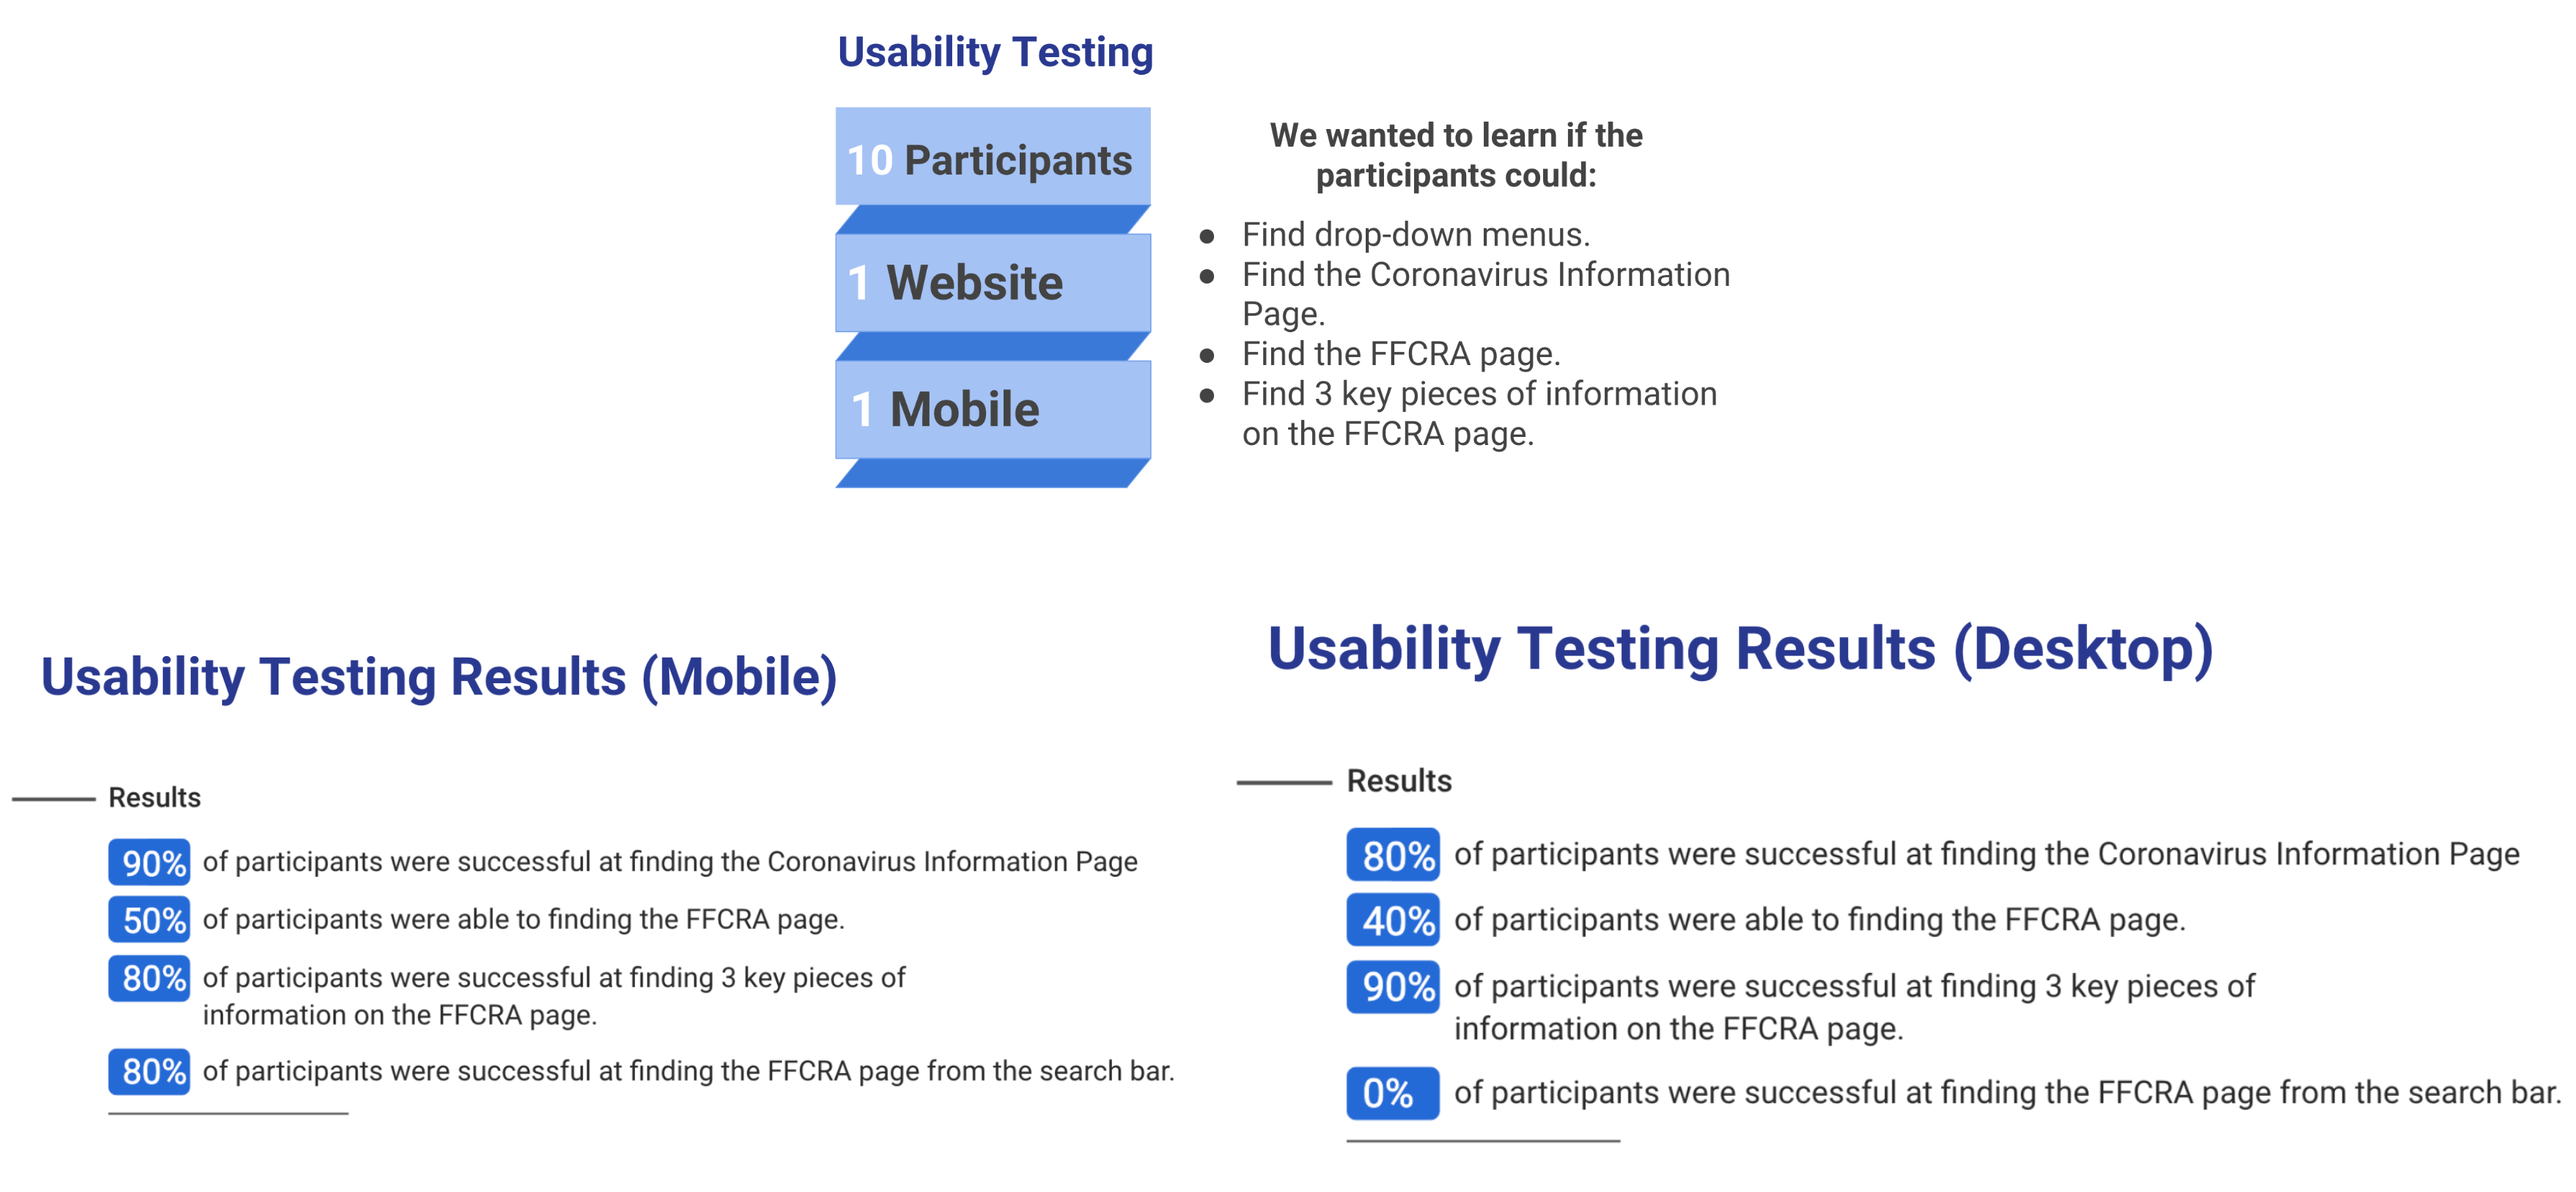 Usability Testing
10 Participants
1 Website
1 Mobile
We wanted to learn if the
participants could:
● Find drop-down menus.
● Find the Coronavirus Information
Page.
● Find the FFCRA page.
● Find 3 key pieces of information
on the FFCRA page.
Usability Testing Results (Mobile)
Results
90% of participants were successful at finding the Coronavirus Information Page
50% of participants were able to finding the FFCRA page.
80% of participants were successful at finding 3 key pieces of
information on the FFCRA page.
80% of participants were successful at finding the FFCRA page from the search bar.
Usability Testing Results (Desktop)
Results
80% of participants were successful at finding the Coronavirus Information Page
40% of participants were able to finding the FFCRA page.
90% of participants were successful at finding 3 key pieces of
information on the FFCRA page.
0% of participants were successful at finding the FFCRA page from the search bar.